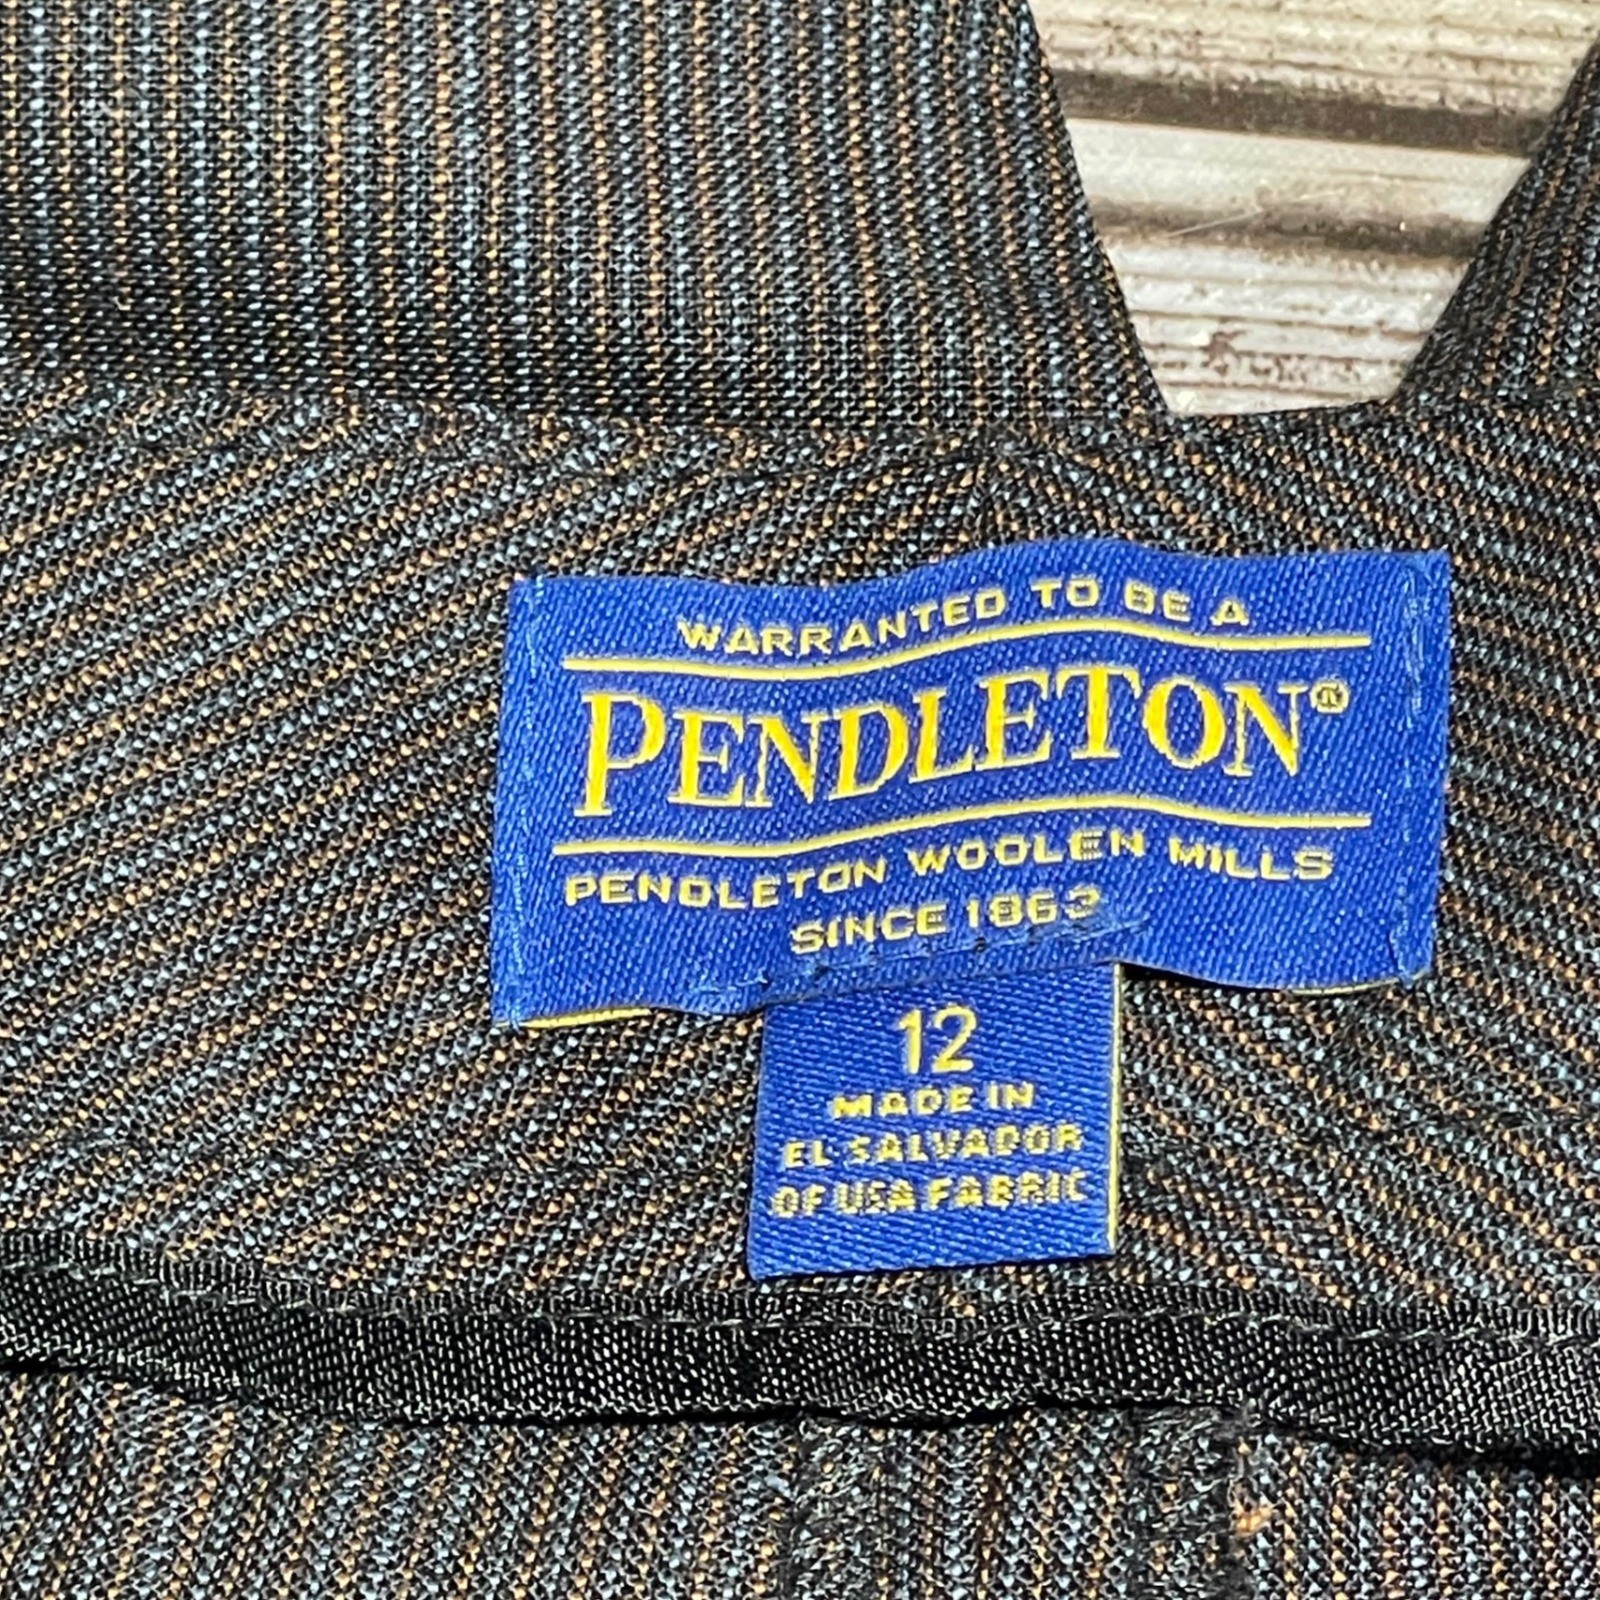 WARRANTED TO BE A
PENDLETON®
PENDLETON WOOLEN MILLS
SINCE 1863
12
MADE IN
EL SALVADOR
OF USA FABRIC